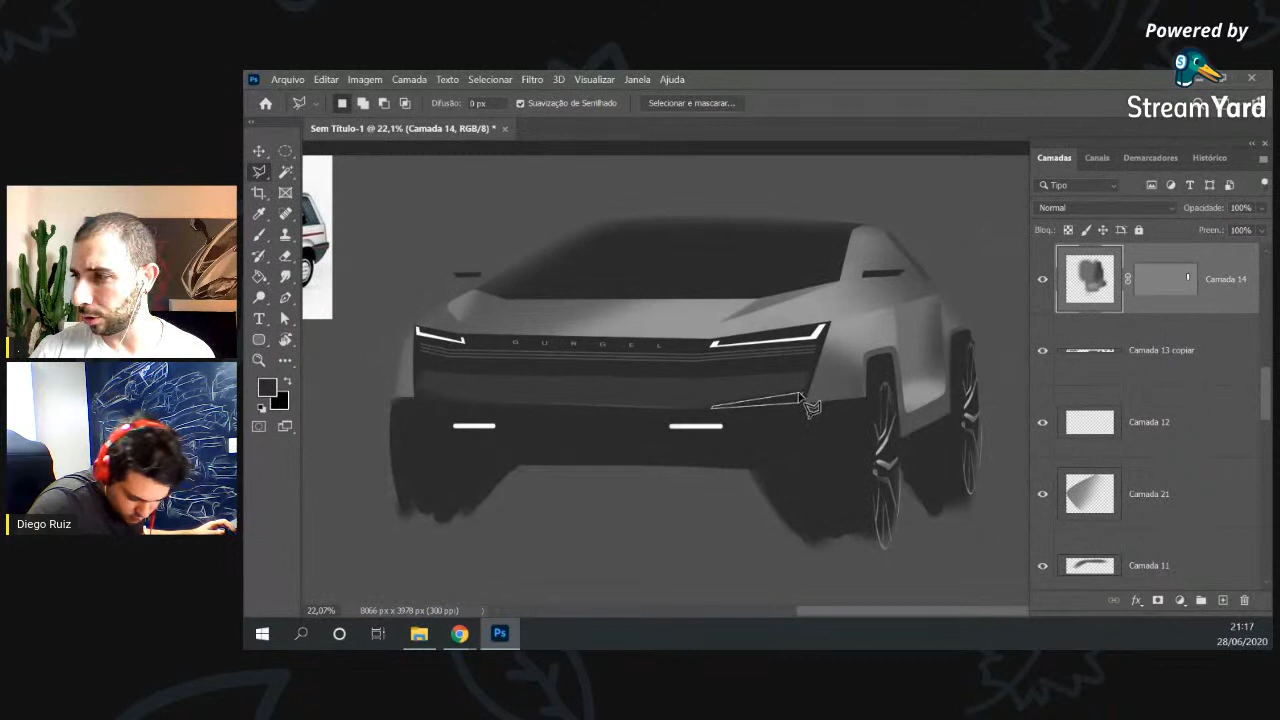 Powered by
StreamYard
Arquivo Editar Imagem Camada Texto Selecionar Filtro 3D Visualizar Janela Ajuda
Difusão: 0 px Suavização de Serrilhado Selecionar e mascarar...
Sem Título-1 @ 22,1% (Camada 14, RGB/8) *
Camadas Canais Demarcadores Histórico
Tipo
Normal Opacidade: 100%
Bloq.: Preen.: 100%
Camada 14
Camada 13 copiar
Camada 12
Camada 21
Camada 11
GURGEL
Diego Ruiz
22,07% 8066 px x 3978 px (300 ppi)
21:17
28/06/2020